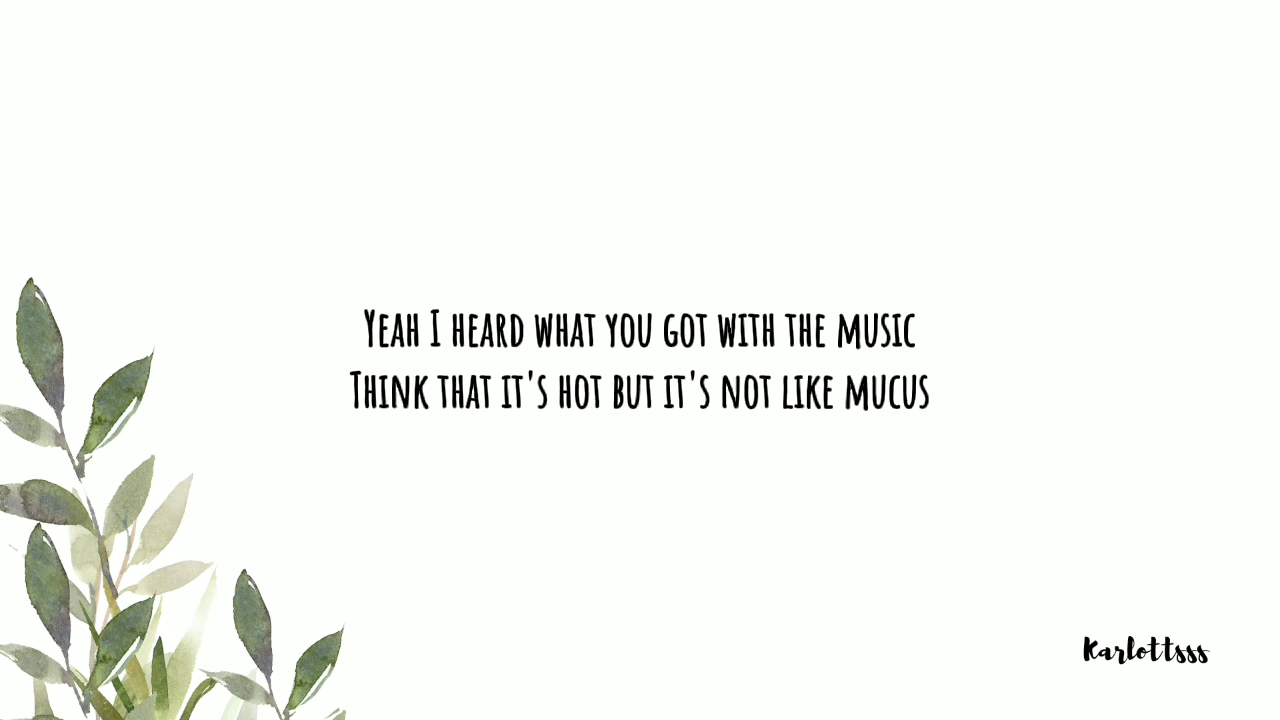 Yeah I heard what you got with the music
Think that it's hot but it's not like mucus
Karlottsss